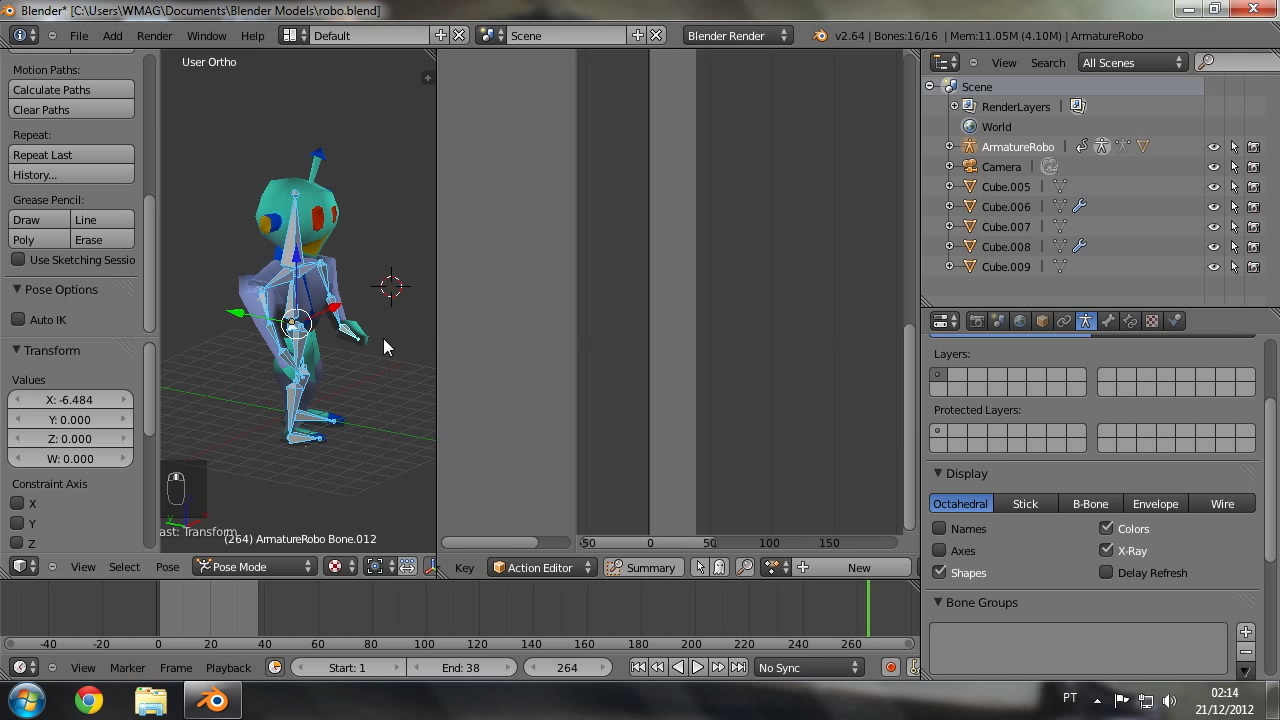 Blender* [C:\Users\WMAG\Documents\Blender Models\robo.blend]
File Add Render Window Help Default Scene Blender Render v2.64 | Bones:16/16 | Mem:11.05M (4.10M) | ArmatureRobo
Motion Paths:
Calculate Paths
Clear Paths
Repeat:
Repeat Last
History...
Grease Pencil:
Draw Line
Poly Erase
Use Sketching Sessio
Pose Options
Auto IK
Transform
Values
X: -6.484
Y: 0.000
Z: 0.000
W: 0.000
Constraint Axis
X
Y
Z
User Ortho
ast: Transform
(264) ArmatureRobo Bone.012
View Select Pose Pose Mode
-50 0 50 100 150
Key Action Editor Summary New
View Search All Scenes
Scene
RenderLayers
World
ArmatureRobo
Camera
Cube.005
Cube.006
Cube.007
Cube.008
Cube.009
Layers:
Protected Layers:
Display
Octahedral Stick B-Bone Envelope Wire
Names Colors
Axes X-Ray
Shapes Delay Refresh
Bone Groups
-40 -20 0 20 40 60 80 100 120 140 160 180 200 220 240 260
View Marker Frame Playback Start: 1 End: 38 264 No Sync
PT 02:14
21/12/2012